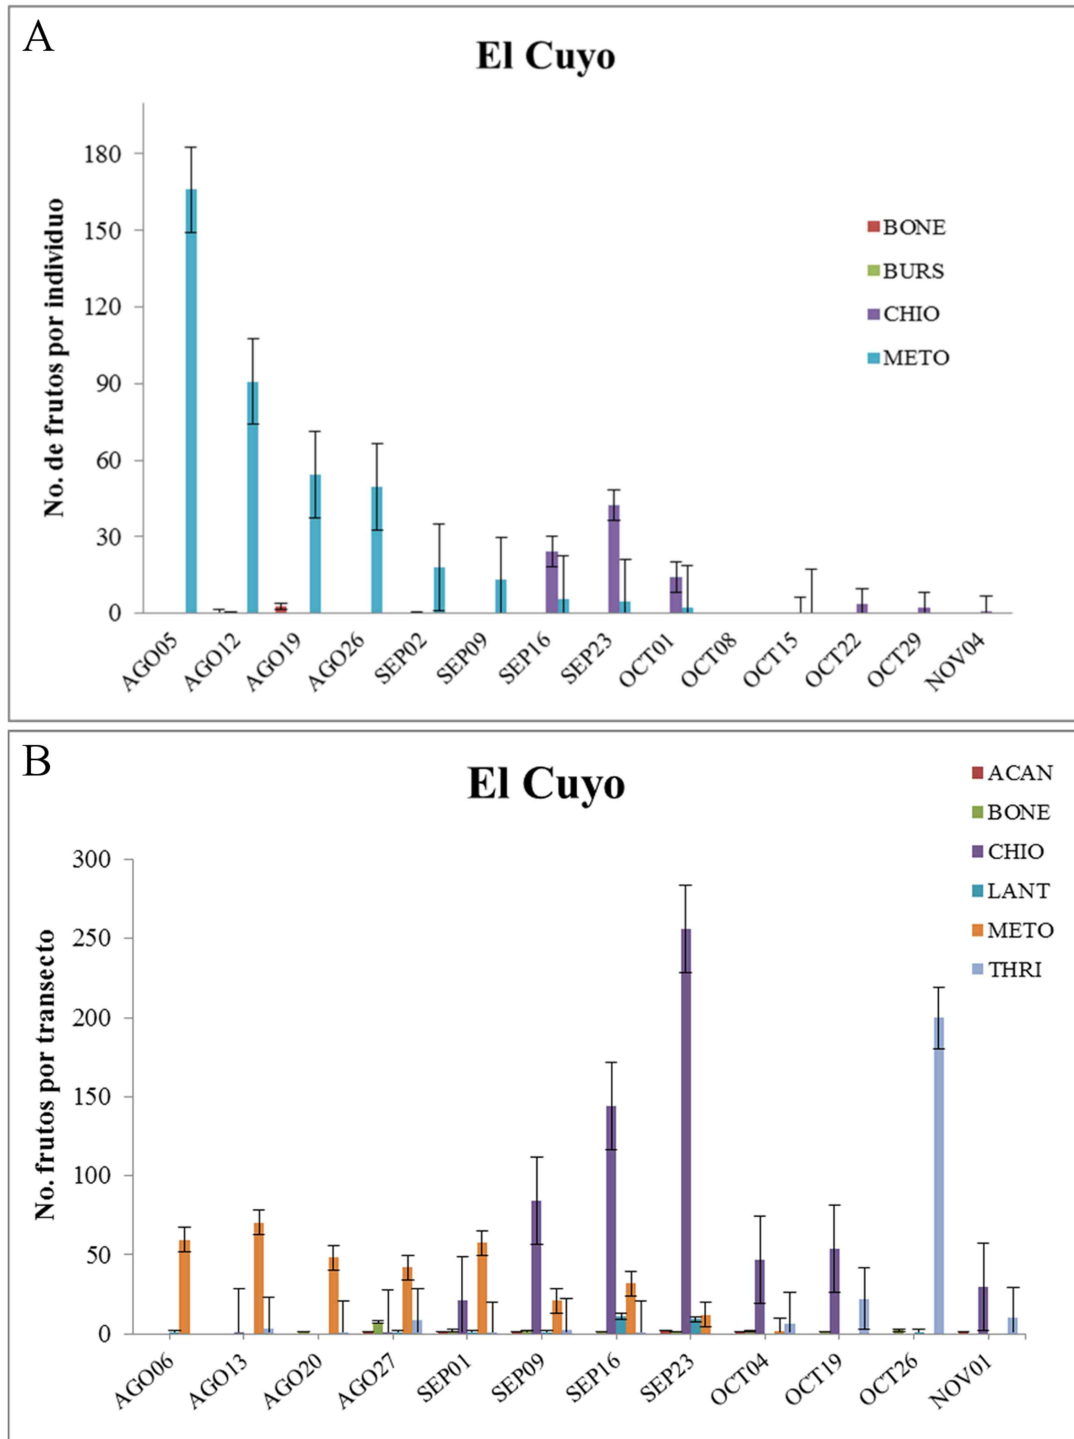 A
El Cuyo
No. de frutos por individuo
180
150
120
90
60
30
0
BONE
BURS
CHIO
METO
AGO05
AGO12
AGO19
AGO26
SEP02
SEP09
SEP16
SEP23
OCT01
OCT08
OCT15
OCT22
OCT29
NOV04
B
El Cuyo
ACAN
BONE
CHIO
LANT
METO
THRI
No. frutos por transecto
300
250
200
150
100
50
0
AGO06
AGO13
AGO20
AGO27
SEP01
SEP09
SEP16
SEP23
OCT04
OCT19
OCT26
NOV01